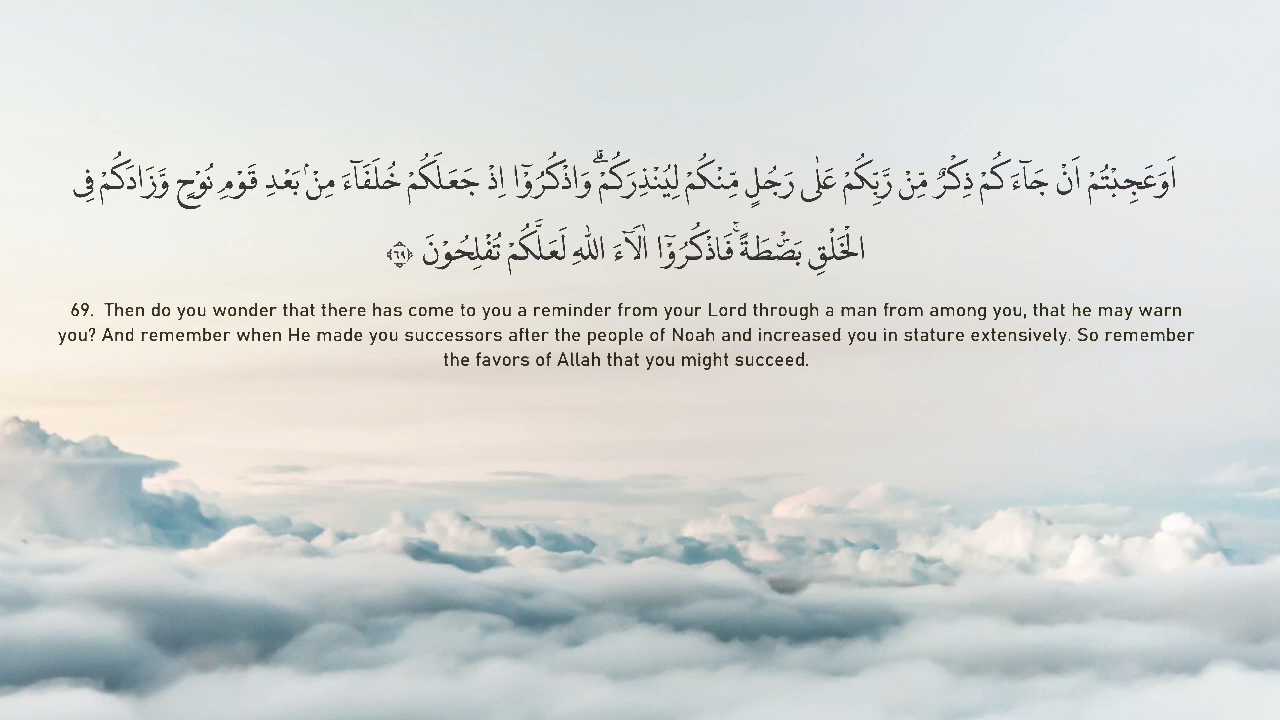 اَوَعَجِبْتُمْ اَنْ جَآءَكُمْ ذِكْرٌ مِّنْ رَّبِّكُمْ عَلٰى رَجُلٍ مِّنْكُمْ لِيُنْذِرَكُمْؕ وَاذْكُرُوْۤا اِذْ جَعَلَكُمْ خُلَفَآءَ مِنْۢ بَعْدِ قَوْمِ نُوْحٍ وَّزَادَكُمْ فِى
الْخَلْقِ بَصْۜطَةً‌ۚ فَاذْكُرُوْۤا اٰلَۤاءَ اللّٰهِ لَعَلَّكُمْ تُفْلِحُوْنَ ﴿٦٩﴾
69. Then do you wonder that there has come to you a reminder from your Lord through a man from among you, that he may warn
you? And remember when He made you successors after the people of Noah and increased you in stature extensively. So remember
the favors of Allah that you might succeed.